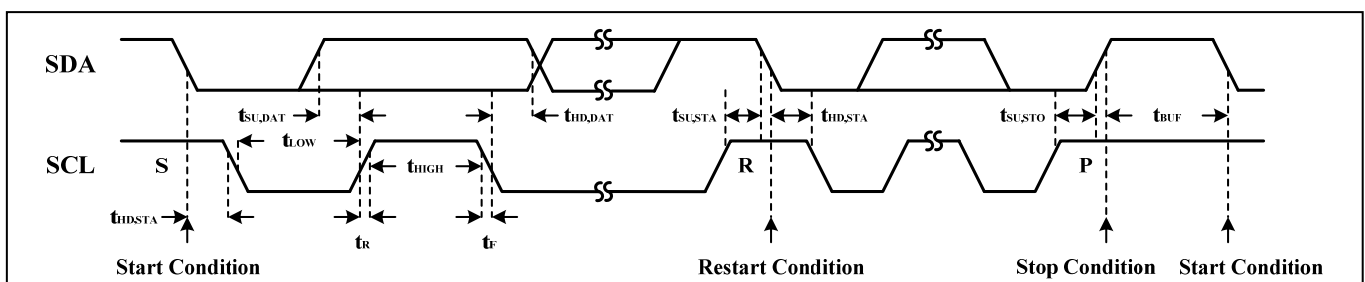 SDA
tSU,DAT
tHD,DAT
tSU,STA
tHD,STA
tSU,STO
tBUF
tLOW
SCL
S
tHIGH
R
P
tHD,STA
tR
tF
Start Condition
Restart Condition
Stop Condition
Start Condition